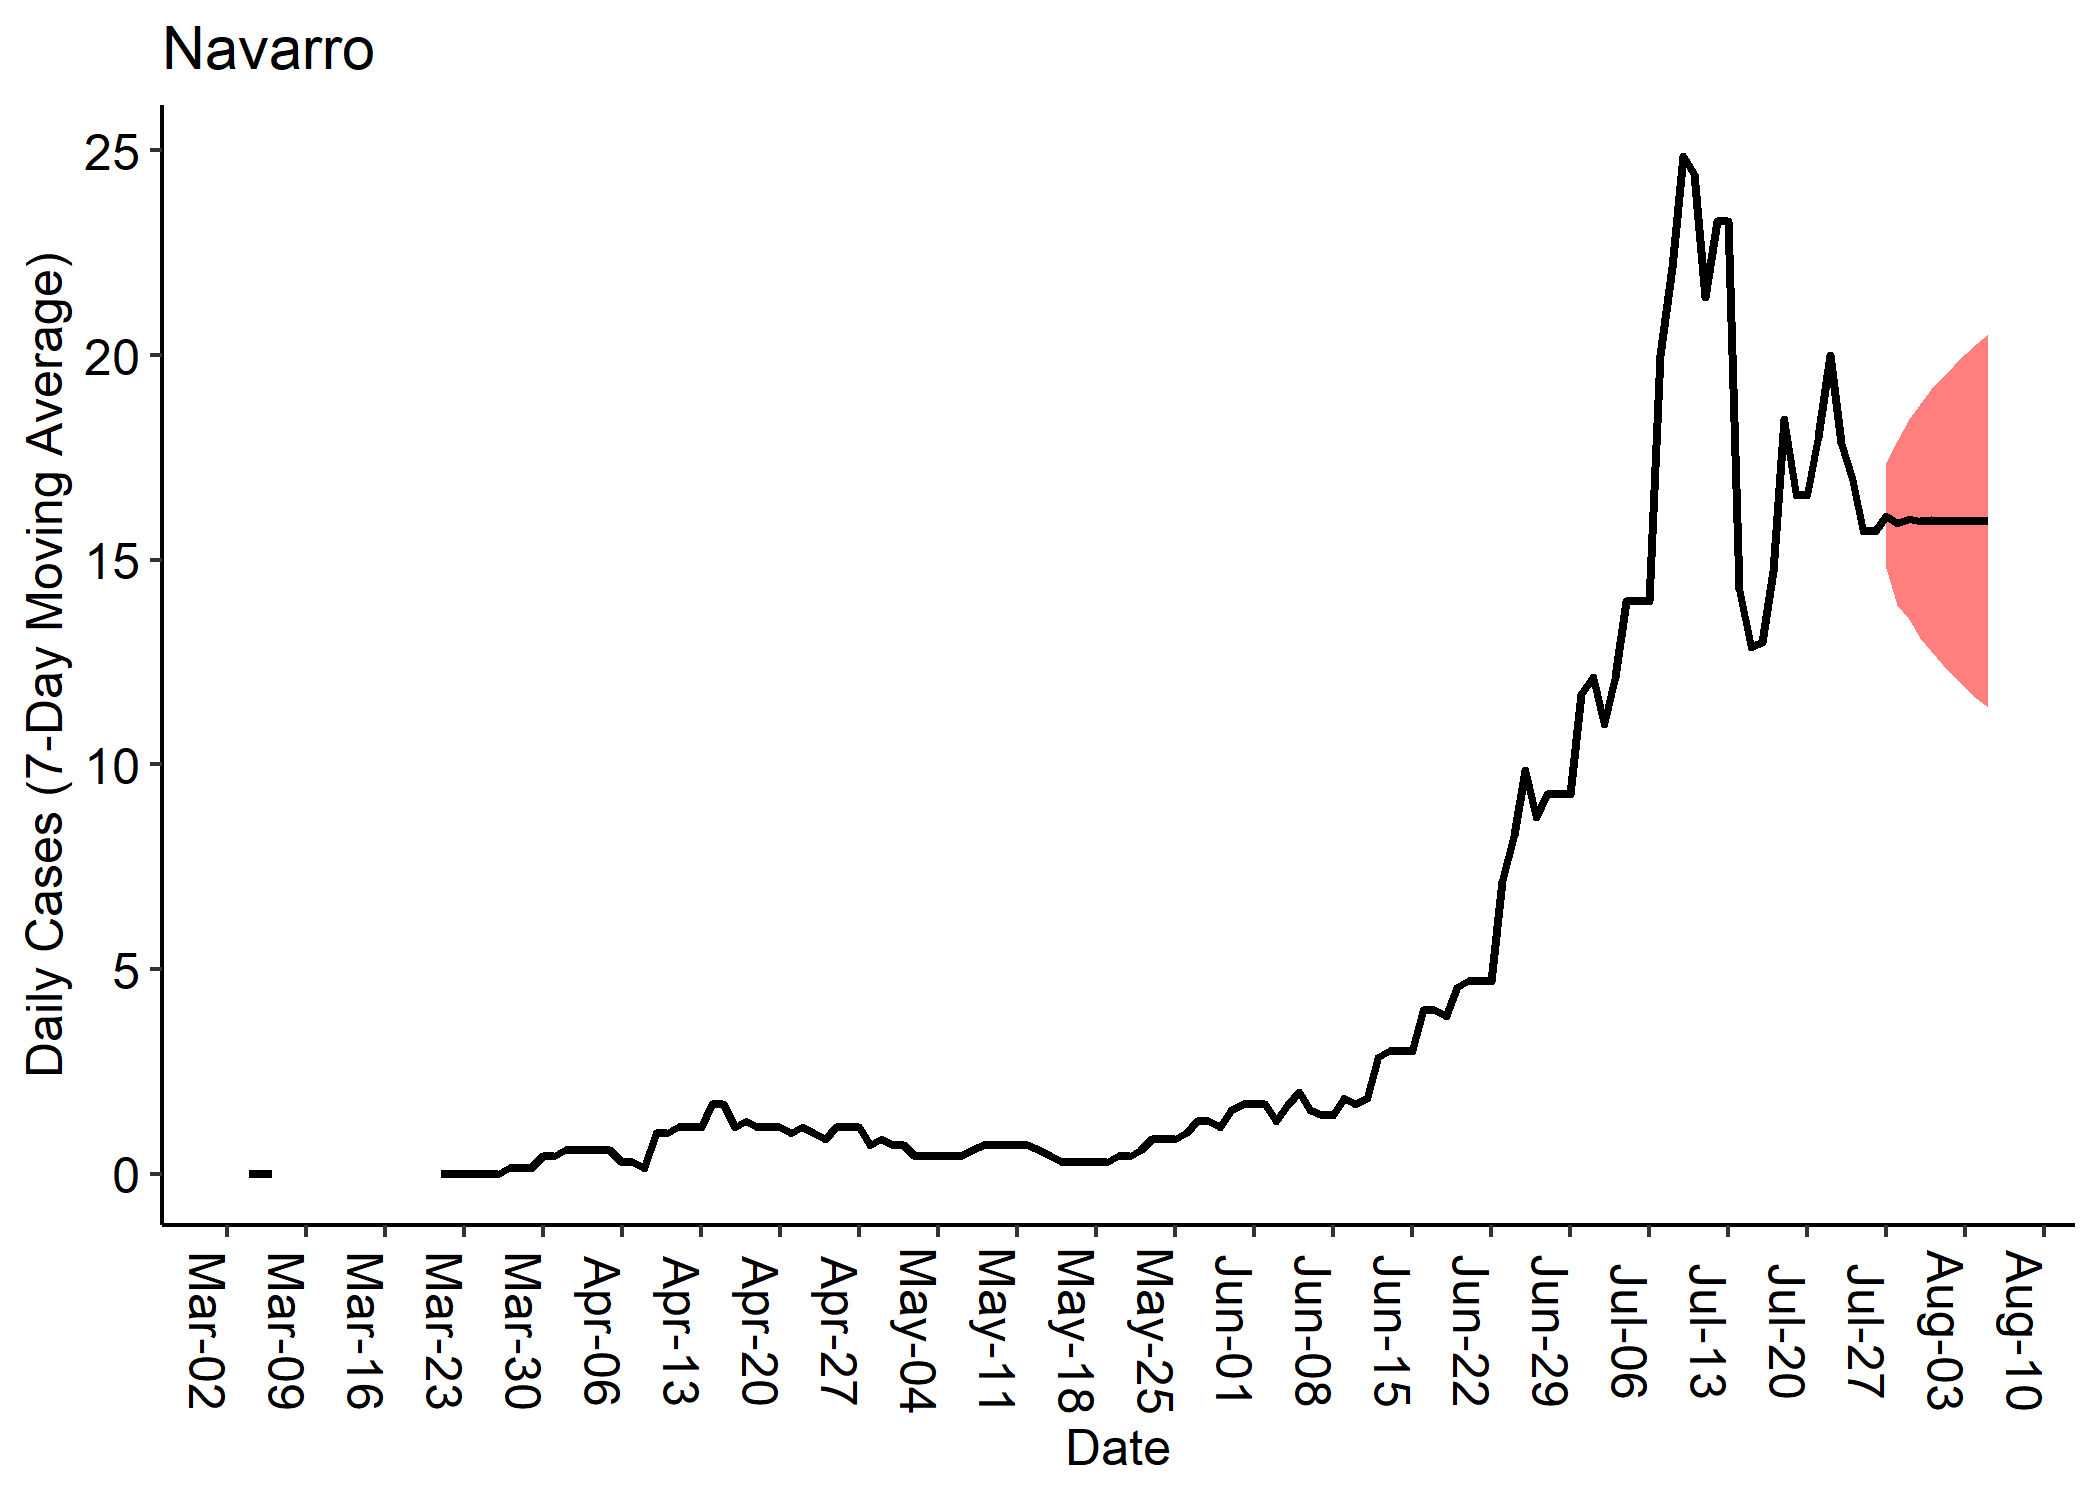 Navarro
Daily Cases (7-Day Moving Average)
25
20
15
10
5
0
Mar-02
Mar-09
Mar-16
Mar-23
Mar-30
Apr-06
Apr-13
Apr-20
Apr-27
May-04
May-11
May-18
May-25
Jun-01
Jun-08
Jun-15
Jun-22
Jun-29
Jul-06
Jul-13
Jul-20
Jul-27
Aug-03
Aug-10
Date